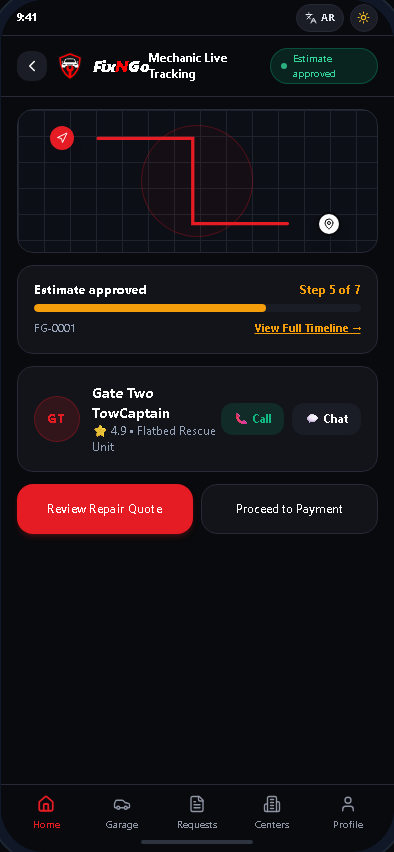 9:41
AR
FixNGo
Mechanic Live
Tracking
Estimate
approved
Estimate approved
Step 5 of 7
FG-0001
View Full Timeline →
GT
Gate Two
TowCaptain
⭐ 4.9 • Flatbed Rescue
Unit
Call
Chat
Review Repair Quote
Proceed to Payment
Home
Garage
Requests
Centers
Profile